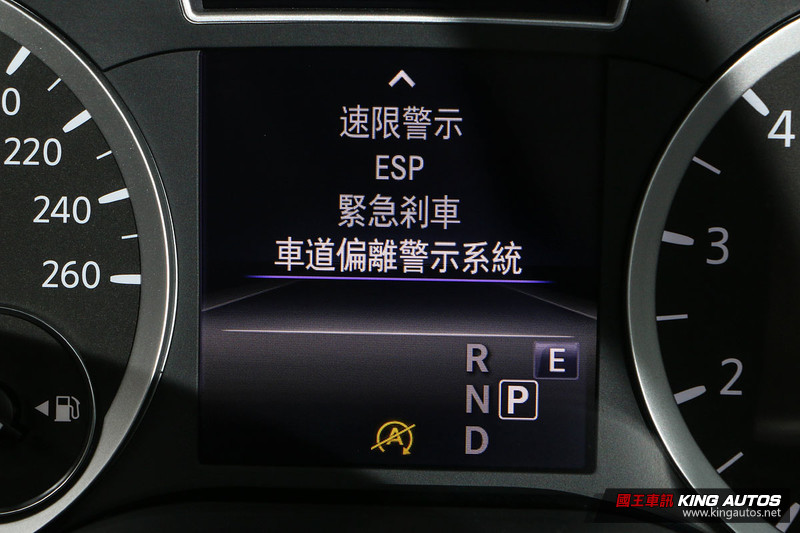 速限警示
ESP
緊急剎車
車道偏離警示系統
220
240
260
4
3
2
R
E
N
P
D
A
國王車訊 KING AUTOS
www.kingautos.net